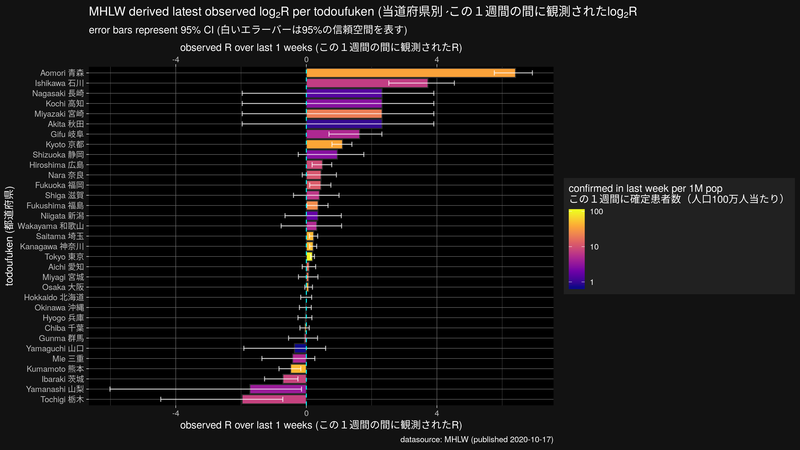 MHLW derived latest observed log₂R per todoufuken (当道府県別 ·この１週間の間に観測されたlog₂R
error bars represent 95% CI (白いエラーバーは95%の信頼空間を表す)
observed R over last 1 weeks (この１週間の間に観測されたR)
-4 0 4
todoufuken (都道府県)
Aomori 青森
Ishikawa 石川
Nagasaki 長崎
Kochi 高知
Miyazaki 宮崎
Akita 秋田
Gifu 岐阜
Kyoto 京都
Shizuoka 静岡
Hiroshima 広島
Nara 奈良
Fukuoka 福岡
Shiga 滋賀
Fukushima 福島
Niigata 新潟
Wakayama 和歌山
Saitama 埼玉
Kanagawa 神奈川
Tokyo 東京
Aichi 愛知
Miyagi 宮城
Osaka 大阪
Hokkaido 北海道
Okinawa 沖縄
Hyogo 兵庫
Chiba 千葉
Gunma 群馬
Yamaguchi 山口
Mie 三重
Kumamoto 熊本
Ibaraki 茨城
Yamanashi 山梨
Tochigi 栃木
-4 0 4
observed R over last 1 weeks (この１週間の間に観測されたR)
confirmed in last week per 1M pop
この１週間に確定患者数（人口100万人当たり）
100
10
1
datasource: MHLW (published 2020-10-17)